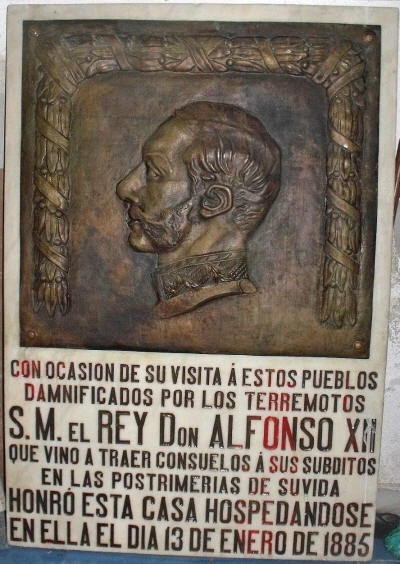 CON OCASION DE SU VISITA Á ESTOS PUEBLOS
DAMNIFICADOS POR LOS TERREMOTOS
S. M. EL REY Don ALFONSO XII
QUE VINO A TRAER CONSUELOS Á SUS SUBDITOS
EN LAS POSTRIMERIAS DE SUVIDA
HONRÓ ESTA CASA HOSPEDANDOSE
EN ELLA EL DIA 13 DE ENERO DE 1885